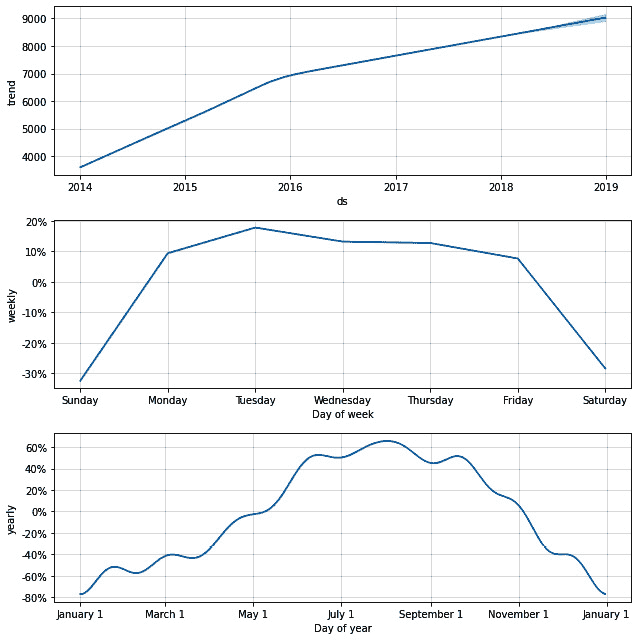 9000
8000
7000
6000
5000
4000
trend
2014 2015 2016 2017 2018 2019
ds
20%
10%
0%
-10%
-20%
-30%
weekly
Sunday Monday Tuesday Wednesday Thursday Friday Saturday
Day of week
60%
40%
20%
0%
-20%
-40%
-60%
-80%
yearly
January 1 March 1 May 1 July 1 September 1 November 1 January 1
Day of year